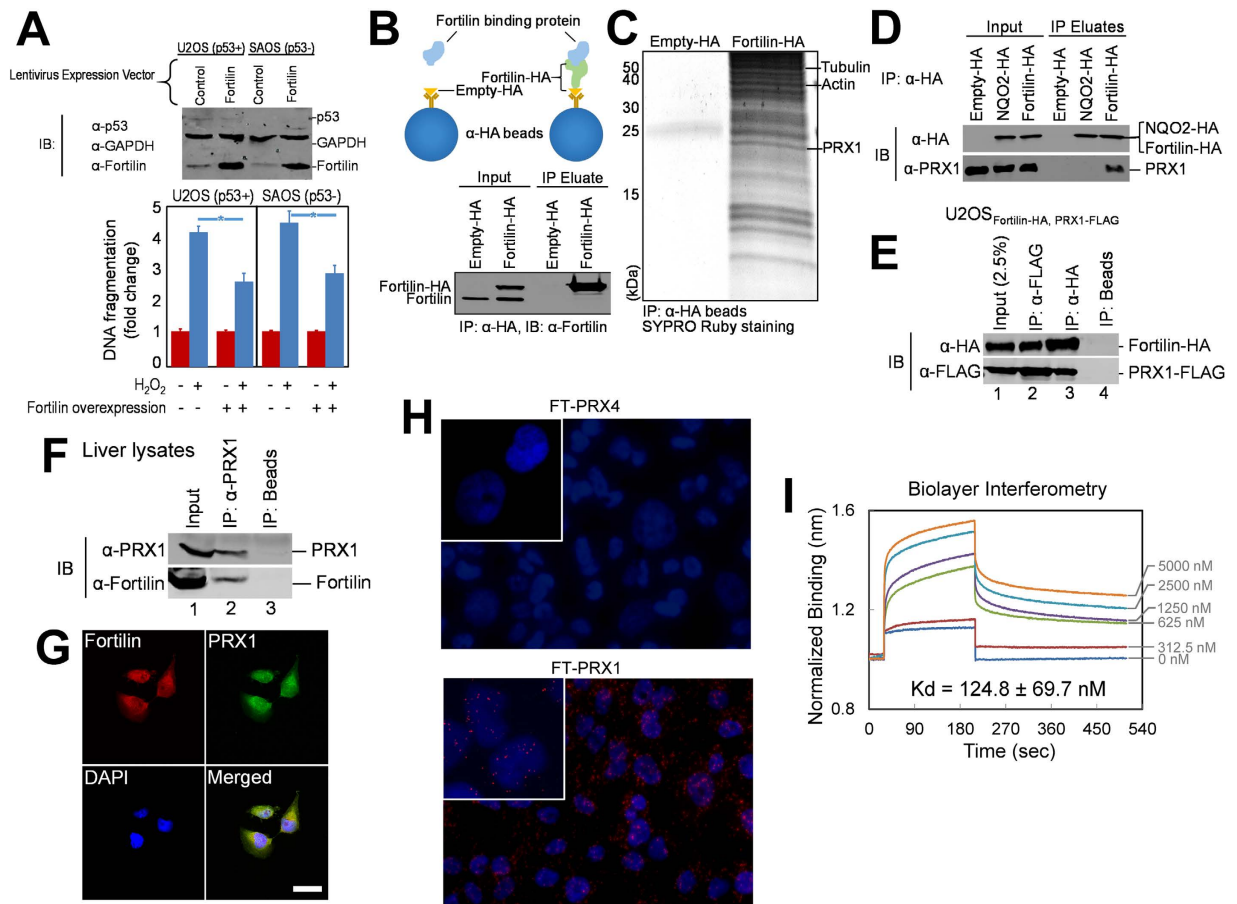 A
U2OS (p53+) SAOS (p53-)
Lentivirus Expression Vector
Control
Fortilin
Control
Fortilin
IB:
α-p53
α-GAPDH
α-Fortilin
p53
GAPDH
Fortilin
U2OS (p53+) SAOS (p53-)
DNA fragmentation
(fold change)
5
4
3
2
1
0
*
*
H2O2 - + - + - + - +
Fortilin overexpression + + + +
B
Fortilin binding protein
Fortilin-HA
Empty-HA
α-HA beads
Input IP Eluate
Empty-HA
Fortilin-HA
Empty-HA
Fortilin-HA
Fortilin-HA
Fortilin
IP: α-HA, IB: α-Fortilin
C
Empty-HA Fortilin-HA
50
40
30
25
15
(kDa)
Tubulin
Actin
PRX1
IP: α-HA beads
SYPRO Ruby staining
D
Input IP Eluates
IP: α-HA
Empty-HA
NQO2-HA
Fortilin-HA
Empty-HA
NQO2-HA
Fortilin-HA
IB
α-HA
α-PRX1
NQO2-HA
Fortilin-HA
PRX1
U2OS Fortilin-HA, PRX1-FLAG
E
Input (2.5%)
IP: α-FLAG
IP: α-HA
IP: Beads
IB
α-HA
α-FLAG
Fortilin-HA
PRX1-FLAG
1 2 3 4
F
Liver lysates
Input
IP: α-PRX1
IP: Beads
IB
α-PRX1
α-Fortilin
PRX1
Fortilin
1 2 3
G
Fortilin
PRX1
DAPI
Merged
H
FT-PRX4
FT-PRX1
I
Biolayer Interferometry
Normalized Binding (nm)
1.6
1.2
0.8
5000 nM
2500 nM
1250 nM
625 nM
312.5 nM
0 nM
Kd = 124.8 ± 69.7 nM
0 90 180 270 360 450 540
Time (sec)